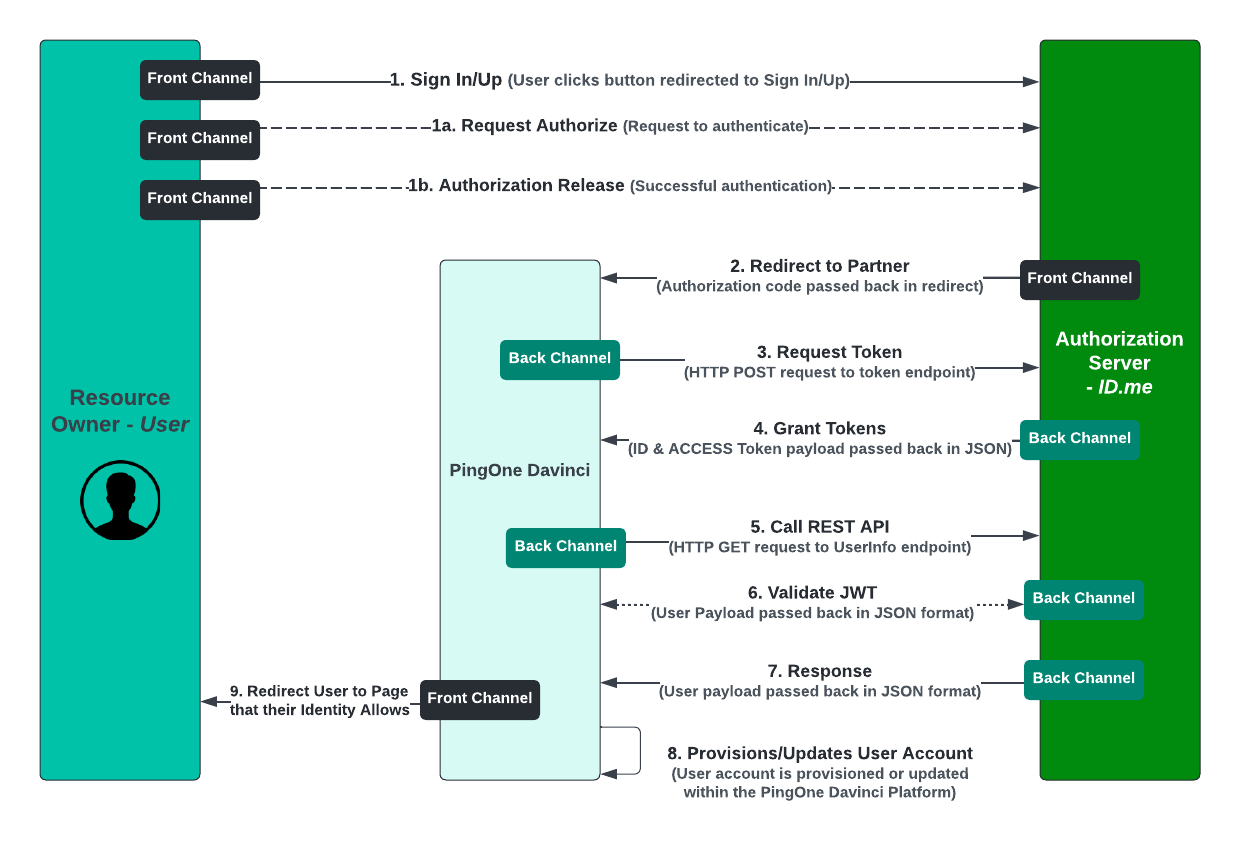 Front Channel
1. Sign In/Up (User clicks button redirected to Sign In/Up)
Front Channel
1a. Request Authorize (Request to authenticate)
Front Channel
1b. Authorization Release (Successful authentication)
2. Redirect to Partner
(Authorization code passed back in redirect)
Front Channel
Authorization
Server
- ID.me
Back Channel
3. Request Token
(HTTP POST request to token endpoint)
Resource
Owner - User
4. Grant Tokens
(ID & ACCESS Token payload passed back in JSON)
Back Channel
PingOne Davinci
Back Channel
5. Call REST API
(HTTP GET request to UserInfo endpoint)
6. Validate JWT
(User Payload passed back in JSON format)
Back Channel
7. Response
(User payload passed back in JSON format)
Back Channel
9. Redirect User to Page
that their Identity Allows
Front Channel
8. Provisions/Updates User Account
(User account is provisioned or updated
within the PingOne Davinci Platform)